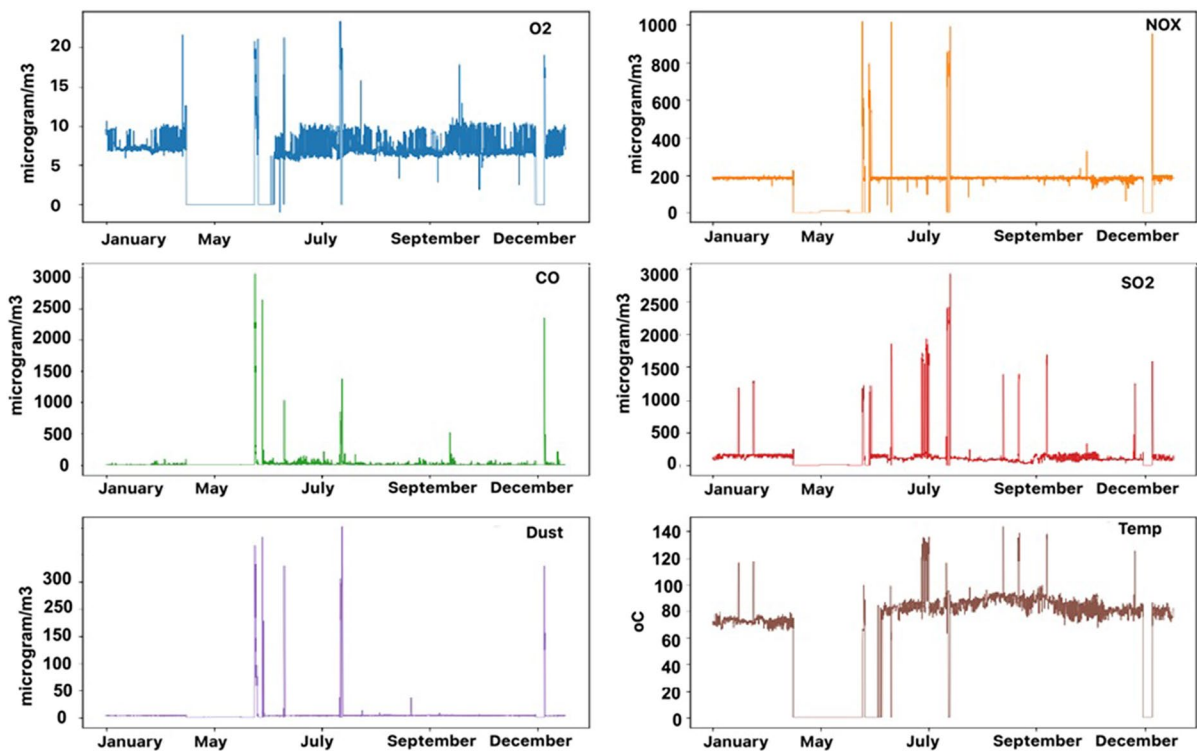 O2
20
15
10
5
0
microgram/m3
January May July September December
NOX
1000
800
600
400
200
0
microgram/m3
January May July September December
CO
3000
2500
2000
1500
1000
500
0
microgram/m3
January May July September December
SO2
3000
2500
2000
1500
1000
500
0
microgram/m3
January May July September December
Dust
300
250
150
100
50
0
microgram/m3
January May July September December
Temp
140
120
100
80
60
40
20
0
oC
January May July September December